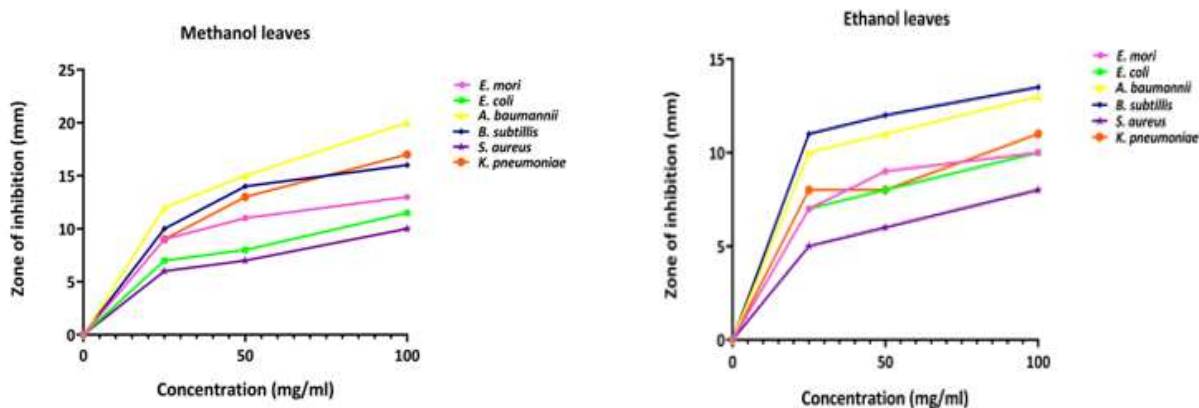 Methanol leaves
Zone of inhibition (mm)
25
20
15
10
5
0
0
50
100
Concentration (mg/ml)
E. mori
E. coli
A. baumannii
B. subtillis
S. aureus
K. pneumoniae
Ethanol leaves
Zone of inhibition (mm)
15
10
5
0
0
50
100
Concentration (mg/ml)
E. mori
E. coli
A. baumannii
B. subtillis
S. aureus
K. pneumoniae